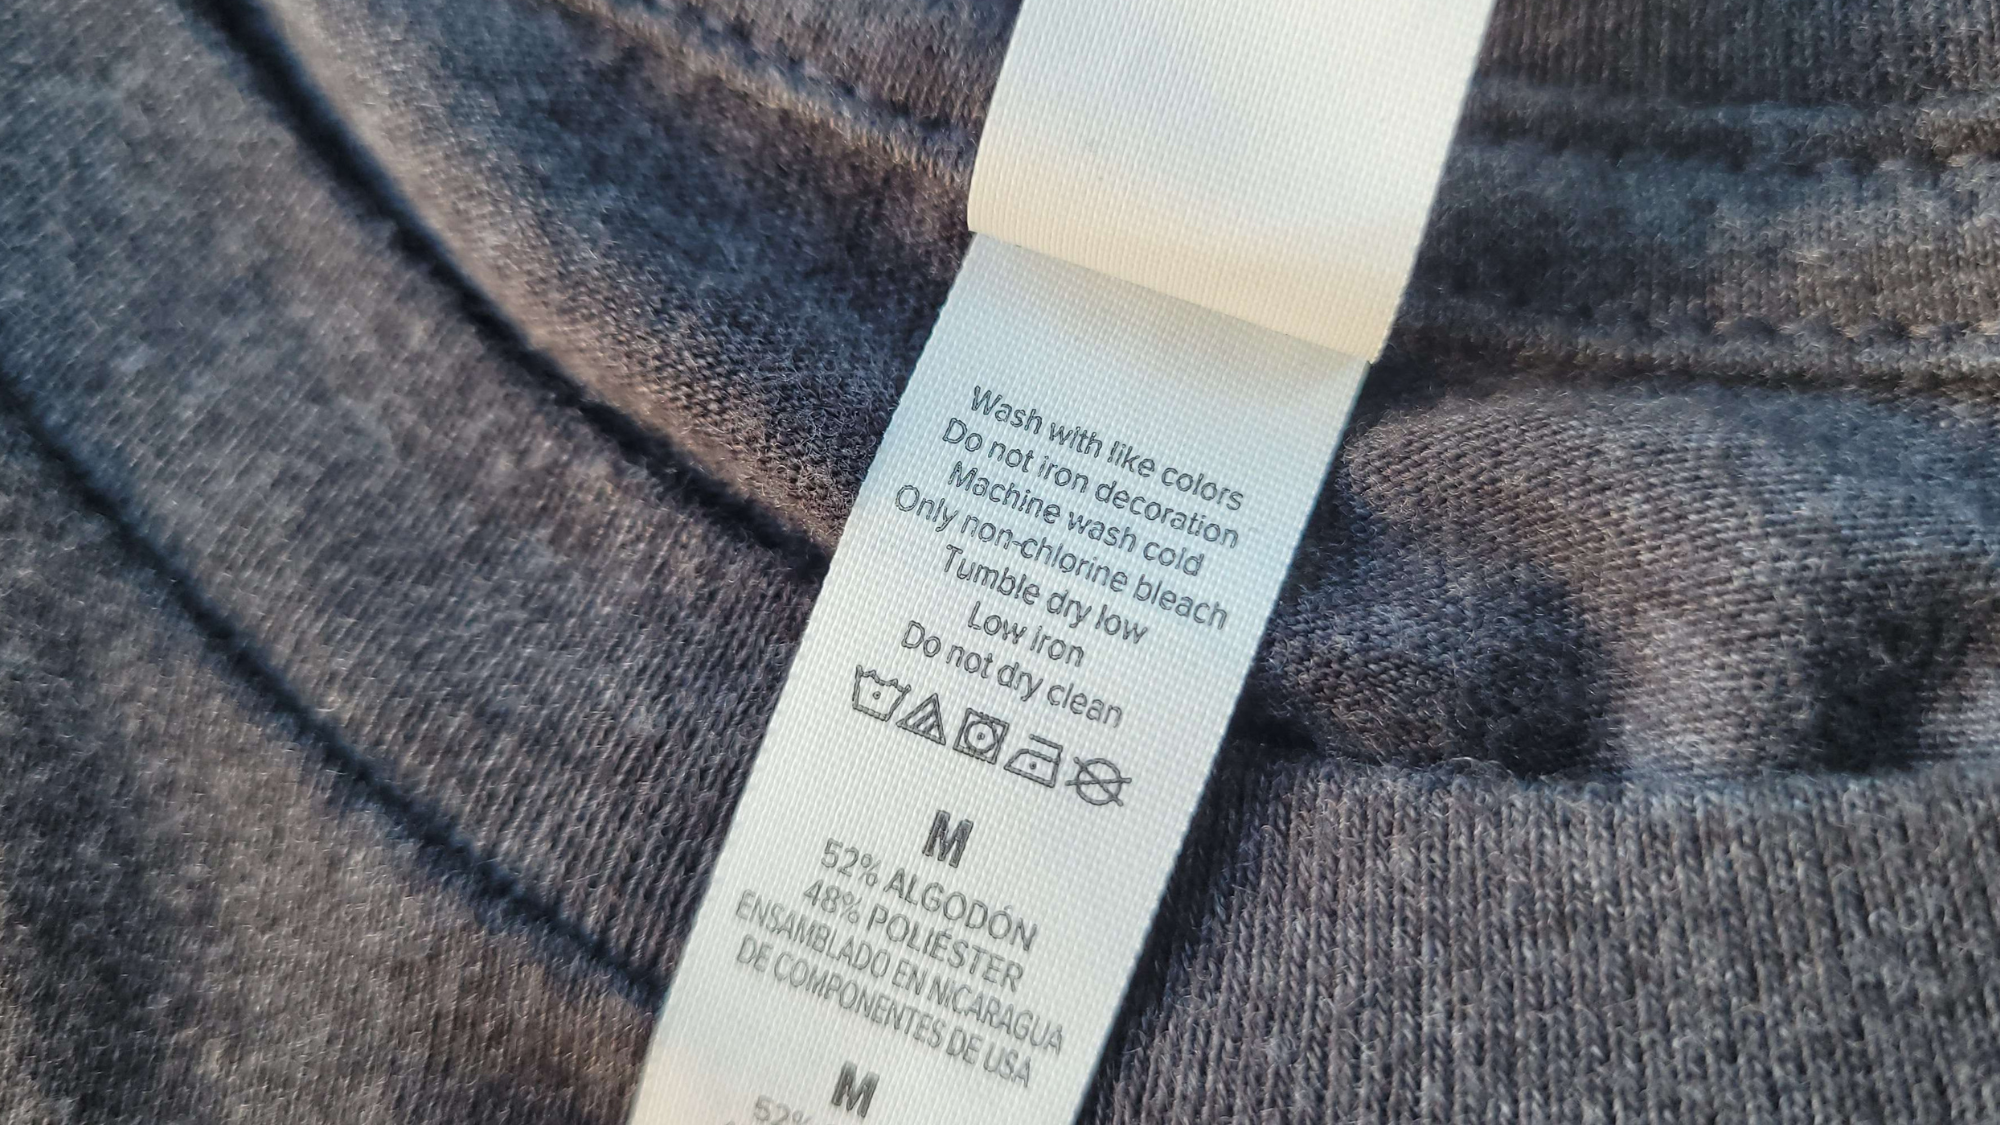 Wash with like colors
Do not iron decoration
Machine wash cold
Only non-chlorine bleach
Tumble dry low
Low iron
Do not dry clean
M
52% ALGODÓN
48% POLIÉSTER
ENSAMBLADO EN NICARAGUA
DE COMPONENTES DE USA
M
52%